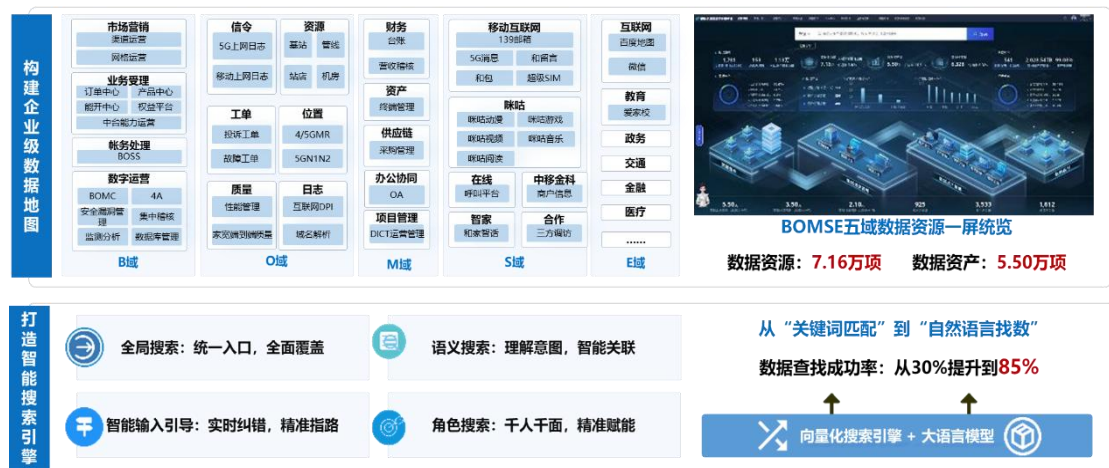 构建企业级数据地图
市场营销
渠道运营
网格运营
业务受理
订单中心 产品中心
能开中心 权益平台
中台能力运营
帐务处理
BOSS
数字运营
BOMC 4A
安全漏洞管理 集中稽核
监测分析 数据库管理
B域
信令
5G上网日志
移动上网日志
资源
基站 管线
站店 机房
工单
投诉工单
故障工单
位置
4/5GMR
5GN1N2
质量
性能管理
家宽端到端质量
日志
互联网DPI
域名解析
O域
财务
台账
营收稽核
资产
终端管理
供应链
采购管理
办公协同
OA
项目管理
DICT运营管理
M域
移动互联网
139邮箱
5G消息 和留言
和包 超级SIM
咪咕
咪咕动漫 咪咕游戏
咪咕视频 咪咕音乐
咪咕阅读
在线
呼叫平台
中移金科
商户信息
智家
和家智话
合作
三方调访
S域
互联网
百度地图
微信
教育
爱家校
政务
交通
金融
医疗
……
E域
BOMSE五域数据资源一屏统览
数据资源：7.16万项 数据资产：5.50万项
打造智能搜索引擎
全局搜索：统一入口，全面覆盖
语义搜索：理解意图，智能关联
智能输入引导：实时纠错，精准指路
角色搜索：千人千面，精准赋能
从“关键词匹配”到“自然语言找数”
数据查找成功率：从30%提升到85%
向量化搜索引擎 + 大语言模型